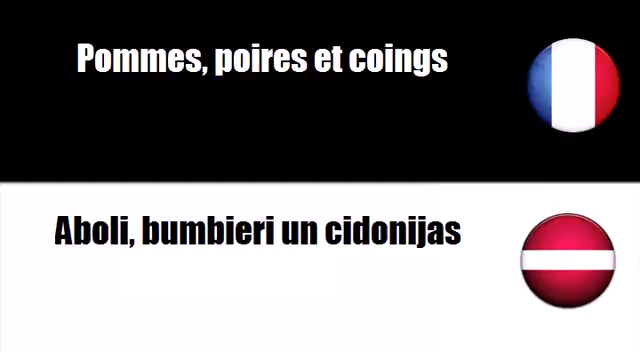 Pommes, poires et coings
Aboli, bumbieri un cidonijas